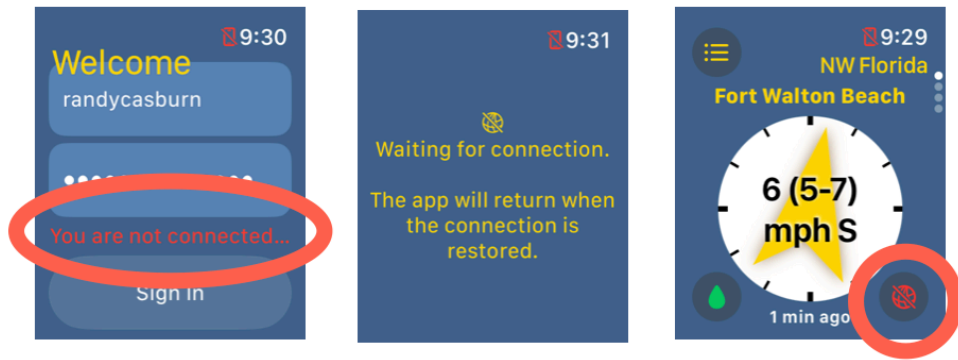 9:30
Welcome
randycasburn
You are not connected...
Sign In
9:31
Waiting for connection.
The app will return when
the connection is
restored.
9:29
NW Florida
Fort Walton Beach
6 (5-7)
mph S
1 min ago